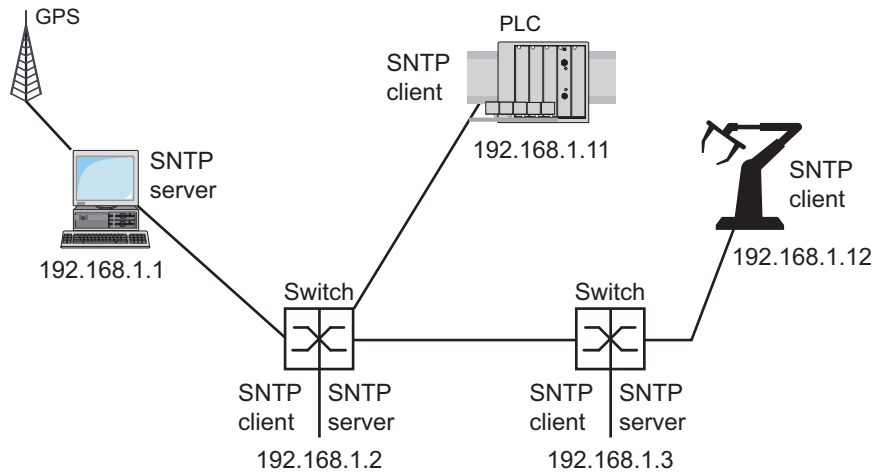 GPS
PLC
SNTP
client
192.168.1.11
SNTP
server
192.168.1.1
SNTP
client
192.168.1.12
Switch
SNTP
client
SNTP
server
192.168.1.2
Switch
SNTP
client
SNTP
server
192.168.1.3